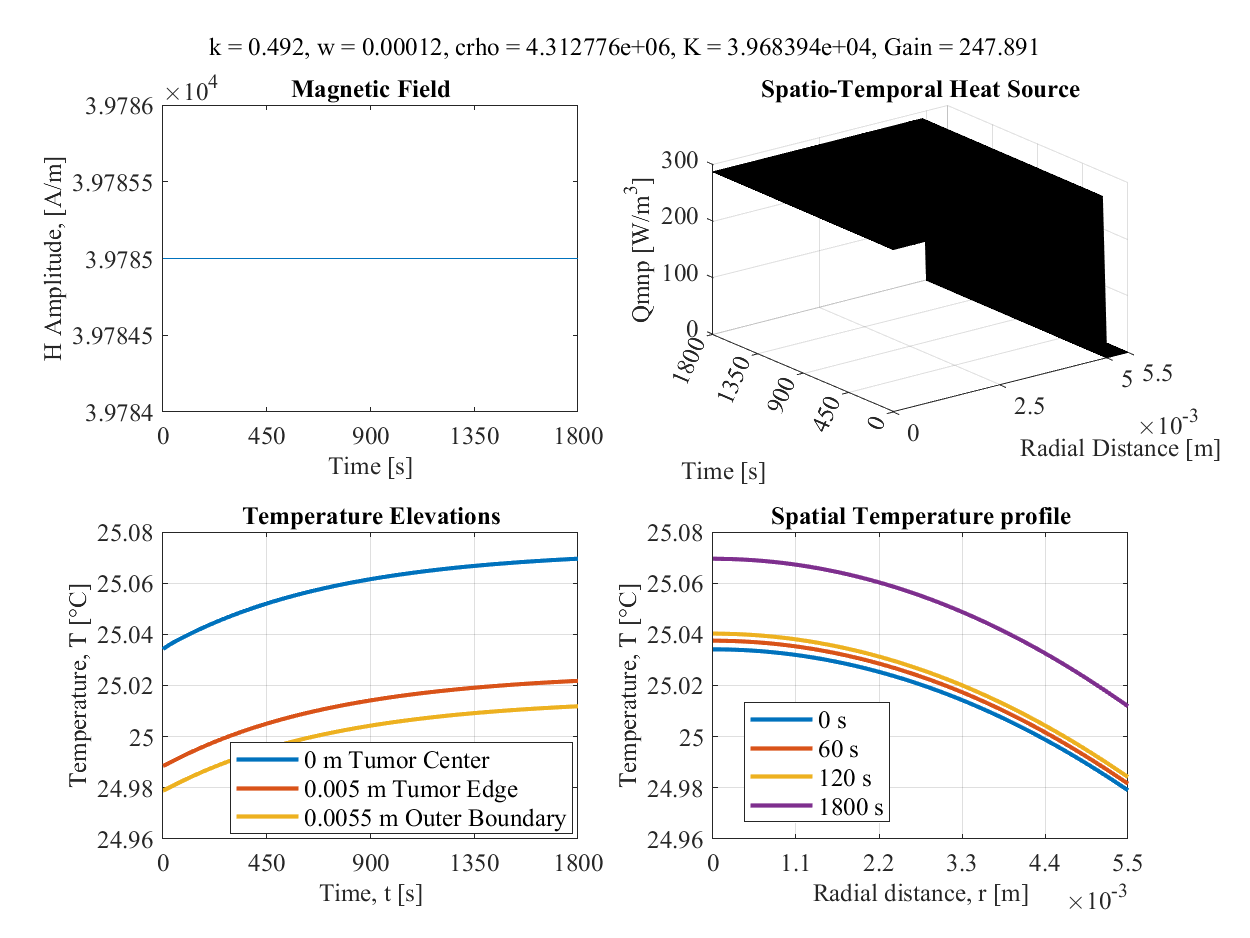 k = 0.492, w = 0.00012, crho = 4.312776e+06, K = 3.968394e+04, Gain = 247.891
×10^4
Magnetic Field
3.9786
3.97855
3.9785
3.97845
3.9784
H Amplitude, [A/m]
0 450 900 1350 1800
Time [s]
Spatio-Temporal Heat Source
300
200
100
0
Qmnp [W/m^3]
1800 1350 900 450 0
Time [s]
0 2.5 5 5.5
×10^-3
Radial Distance [m]
Temperature Elevations
25.08
25.06
25.04
25.02
25
24.98
24.96
Temperature, T [°C]
0 m Tumor Center
0.005 m Tumor Edge
0.0055 m Outer Boundary
0 450 900 1350 1800
Time, t [s]
Spatial Temperature profile
25.08
25.06
25.04
25.02
25
24.98
24.96
Temperature, T [°C]
0 s
60 s
120 s
1800 s
0 1.1 2.2 3.3 4.4 5.5
Radial distance, r [m]
×10^-3